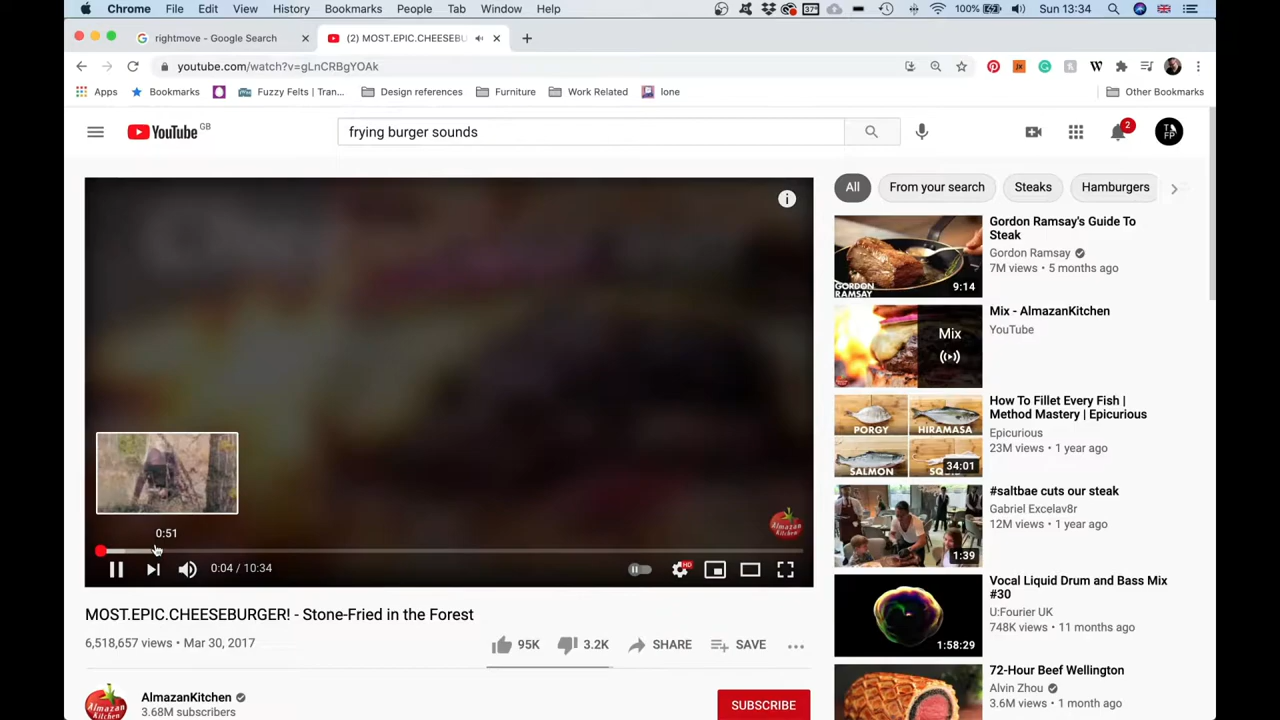 Chrome File Edit View History Bookmarks People Tab Window Help 37 100% Sun 13:34
rightmove - Google Search (2) MOST.EPIC.CHEESEBU
youtube.com/watch?v=gLnCRBgYOAk
Apps Bookmarks Fuzzy Felts | Tran... Design references Furniture Work Related Ione Other Bookmarks
YouTube GB frying burger sounds 2 T FP
All From your search Steaks Hamburgers
Gordon Ramsay's Guide To
Steak
Gordon Ramsay
7M views • 5 months ago
GORDON
RAMSAY
9:14
Mix - AlmazanKitchen
YouTube
Mix
How To Fillet Every Fish |
Method Mastery | Epicurious
Epicurious
23M views • 1 year ago
PORGY HIRAMASA
SALMON 34:01
#saltbae cuts our steak
Gabriel Excelav8r
12M views • 1 year ago
1:39
Vocal Liquid Drum and Bass Mix
#30
U:Fourier UK
748K views • 11 months ago
1:58:29
72-Hour Beef Wellington
Alvin Zhou
3.6M views • 1 month ago
Almazan
Kitchen
0:51
0:04 / 10:34 HD
MOST.EPIC.CHEESEBURGER! - Stone-Fried in the Forest
6,518,657 views • Mar 30, 2017 95K 3.2K SHARE SAVE
AlmazanKitchen
3.68M subscribers
SUBSCRIBE